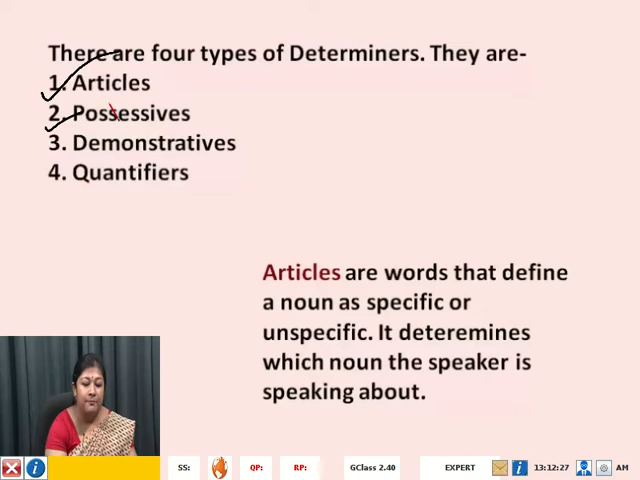 There are four types of Determiners. They are-
1. Articles
2. Possessives
3. Demonstratives
4. Quantifiers
Articles are words that define
a noun as specific or
unspecific. It deteremines
which noun the speaker is
speaking about.
SS: QP: RP: GClass 2.40 EXPERT 13:12:27 AM